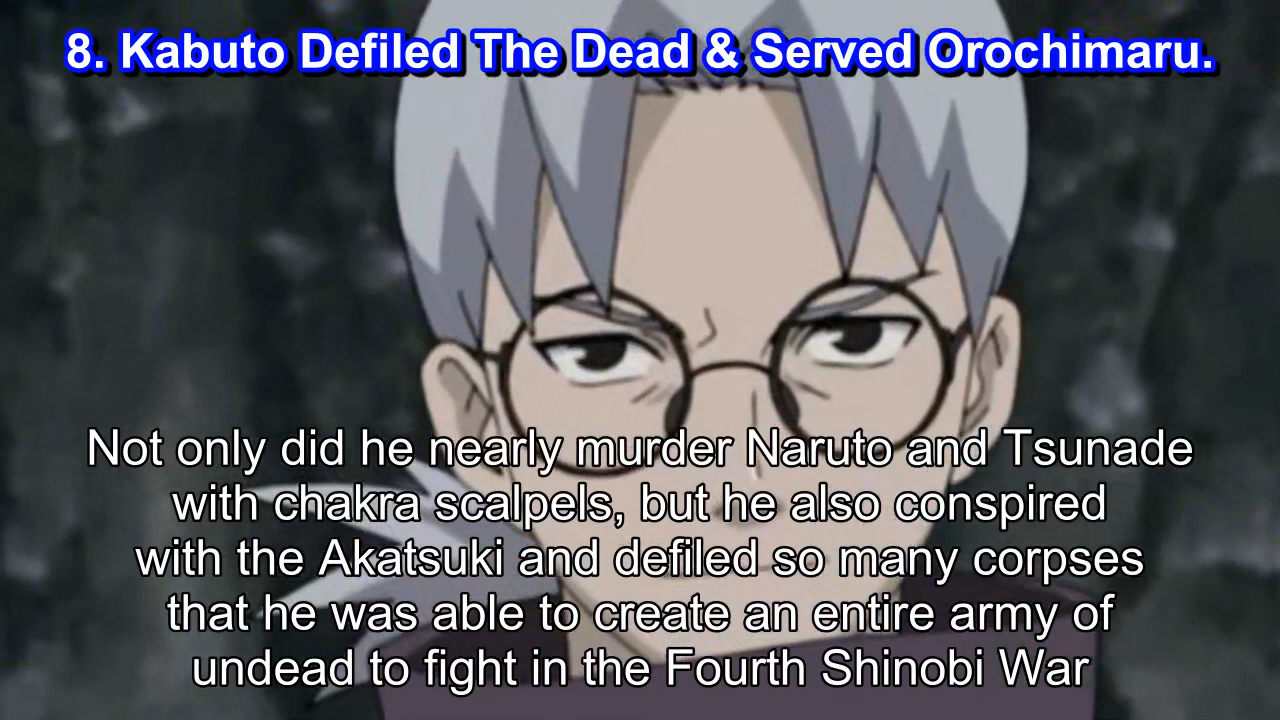 8. Kabuto Defiled The Dead & Served Orochimaru.
Not only did he nearly murder Naruto and Tsunade
with chakra scalpels, but he also conspired
with the Akatsuki and defiled so many corpses
that he was able to create an entire army of
undead to fight in the Fourth Shinobi War